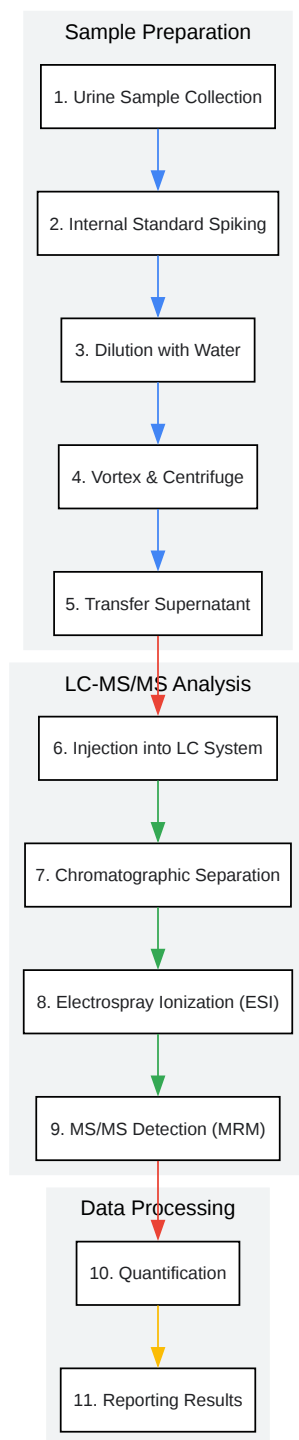 Sample Preparation
1. Urine Sample Collection
2. Internal Standard Spiking
3. Dilution with Water
4. Vortex & Centrifuge
5. Transfer Supernatant
LC-MS/MS Analysis
6. Injection into LC System
7. Chromatographic Separation
8. Electrospray Ionization (ESI)
9. MS/MS Detection (MRM)
Data Processing
10. Quantification
11. Reporting Results